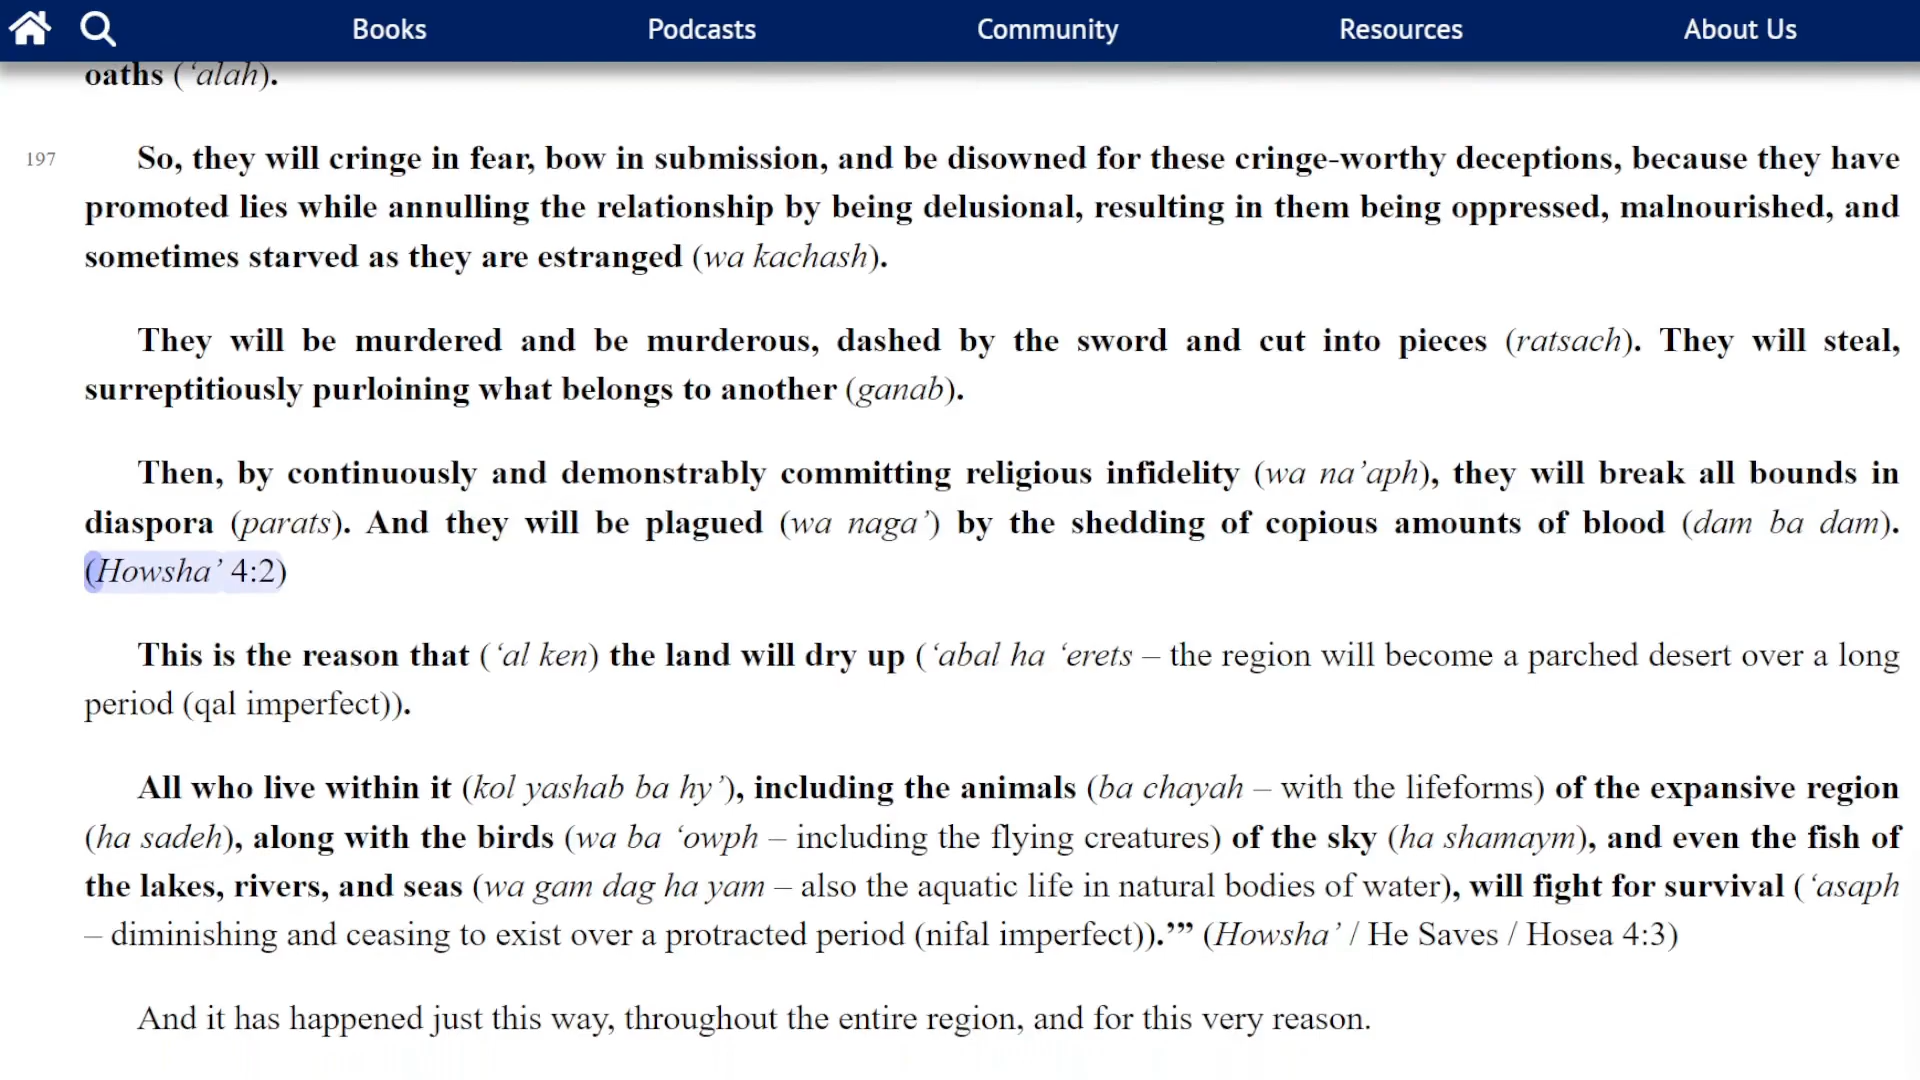 Books Podcasts Community Resources About Us
oaths (‘alah).
197 So, they will cringe in fear, bow in submission, and be disowned for these cringe-worthy deceptions, because they have
promoted lies while annulling the relationship by being delusional, resulting in them being oppressed, malnourished, and
sometimes starved as they are estranged (wa kachash).
They will be murdered and be murderous, dashed by the sword and cut into pieces (ratsach). They will steal,
surreptitiously purloining what belongs to another (ganab).
Then, by continuously and demonstrably committing religious infidelity (wa na’aph), they will break all bounds in
diaspora (parats). And they will be plagued (wa naga’) by the shedding of copious amounts of blood (dam ba dam).
(Howsha’ 4:2)
This is the reason that (‘al ken) the land will dry up (‘abal ha ‘erets – the region will become a parched desert over a long
period (qal imperfect)).
All who live within it (kol yashab ba hy’), including the animals (ba chayah – with the lifeforms) of the expansive region
(ha sadeh), along with the birds (wa ba ‘owph – including the flying creatures) of the sky (ha shamaym), and even the fish of
the lakes, rivers, and seas (wa gam dag ha yam – also the aquatic life in natural bodies of water), will fight for survival (‘asaph
– diminishing and ceasing to exist over a protracted period (nifal imperfect)).’” (Howsha’ / He Saves / Hosea 4:3)
And it has happened just this way, throughout the entire region, and for this very reason.